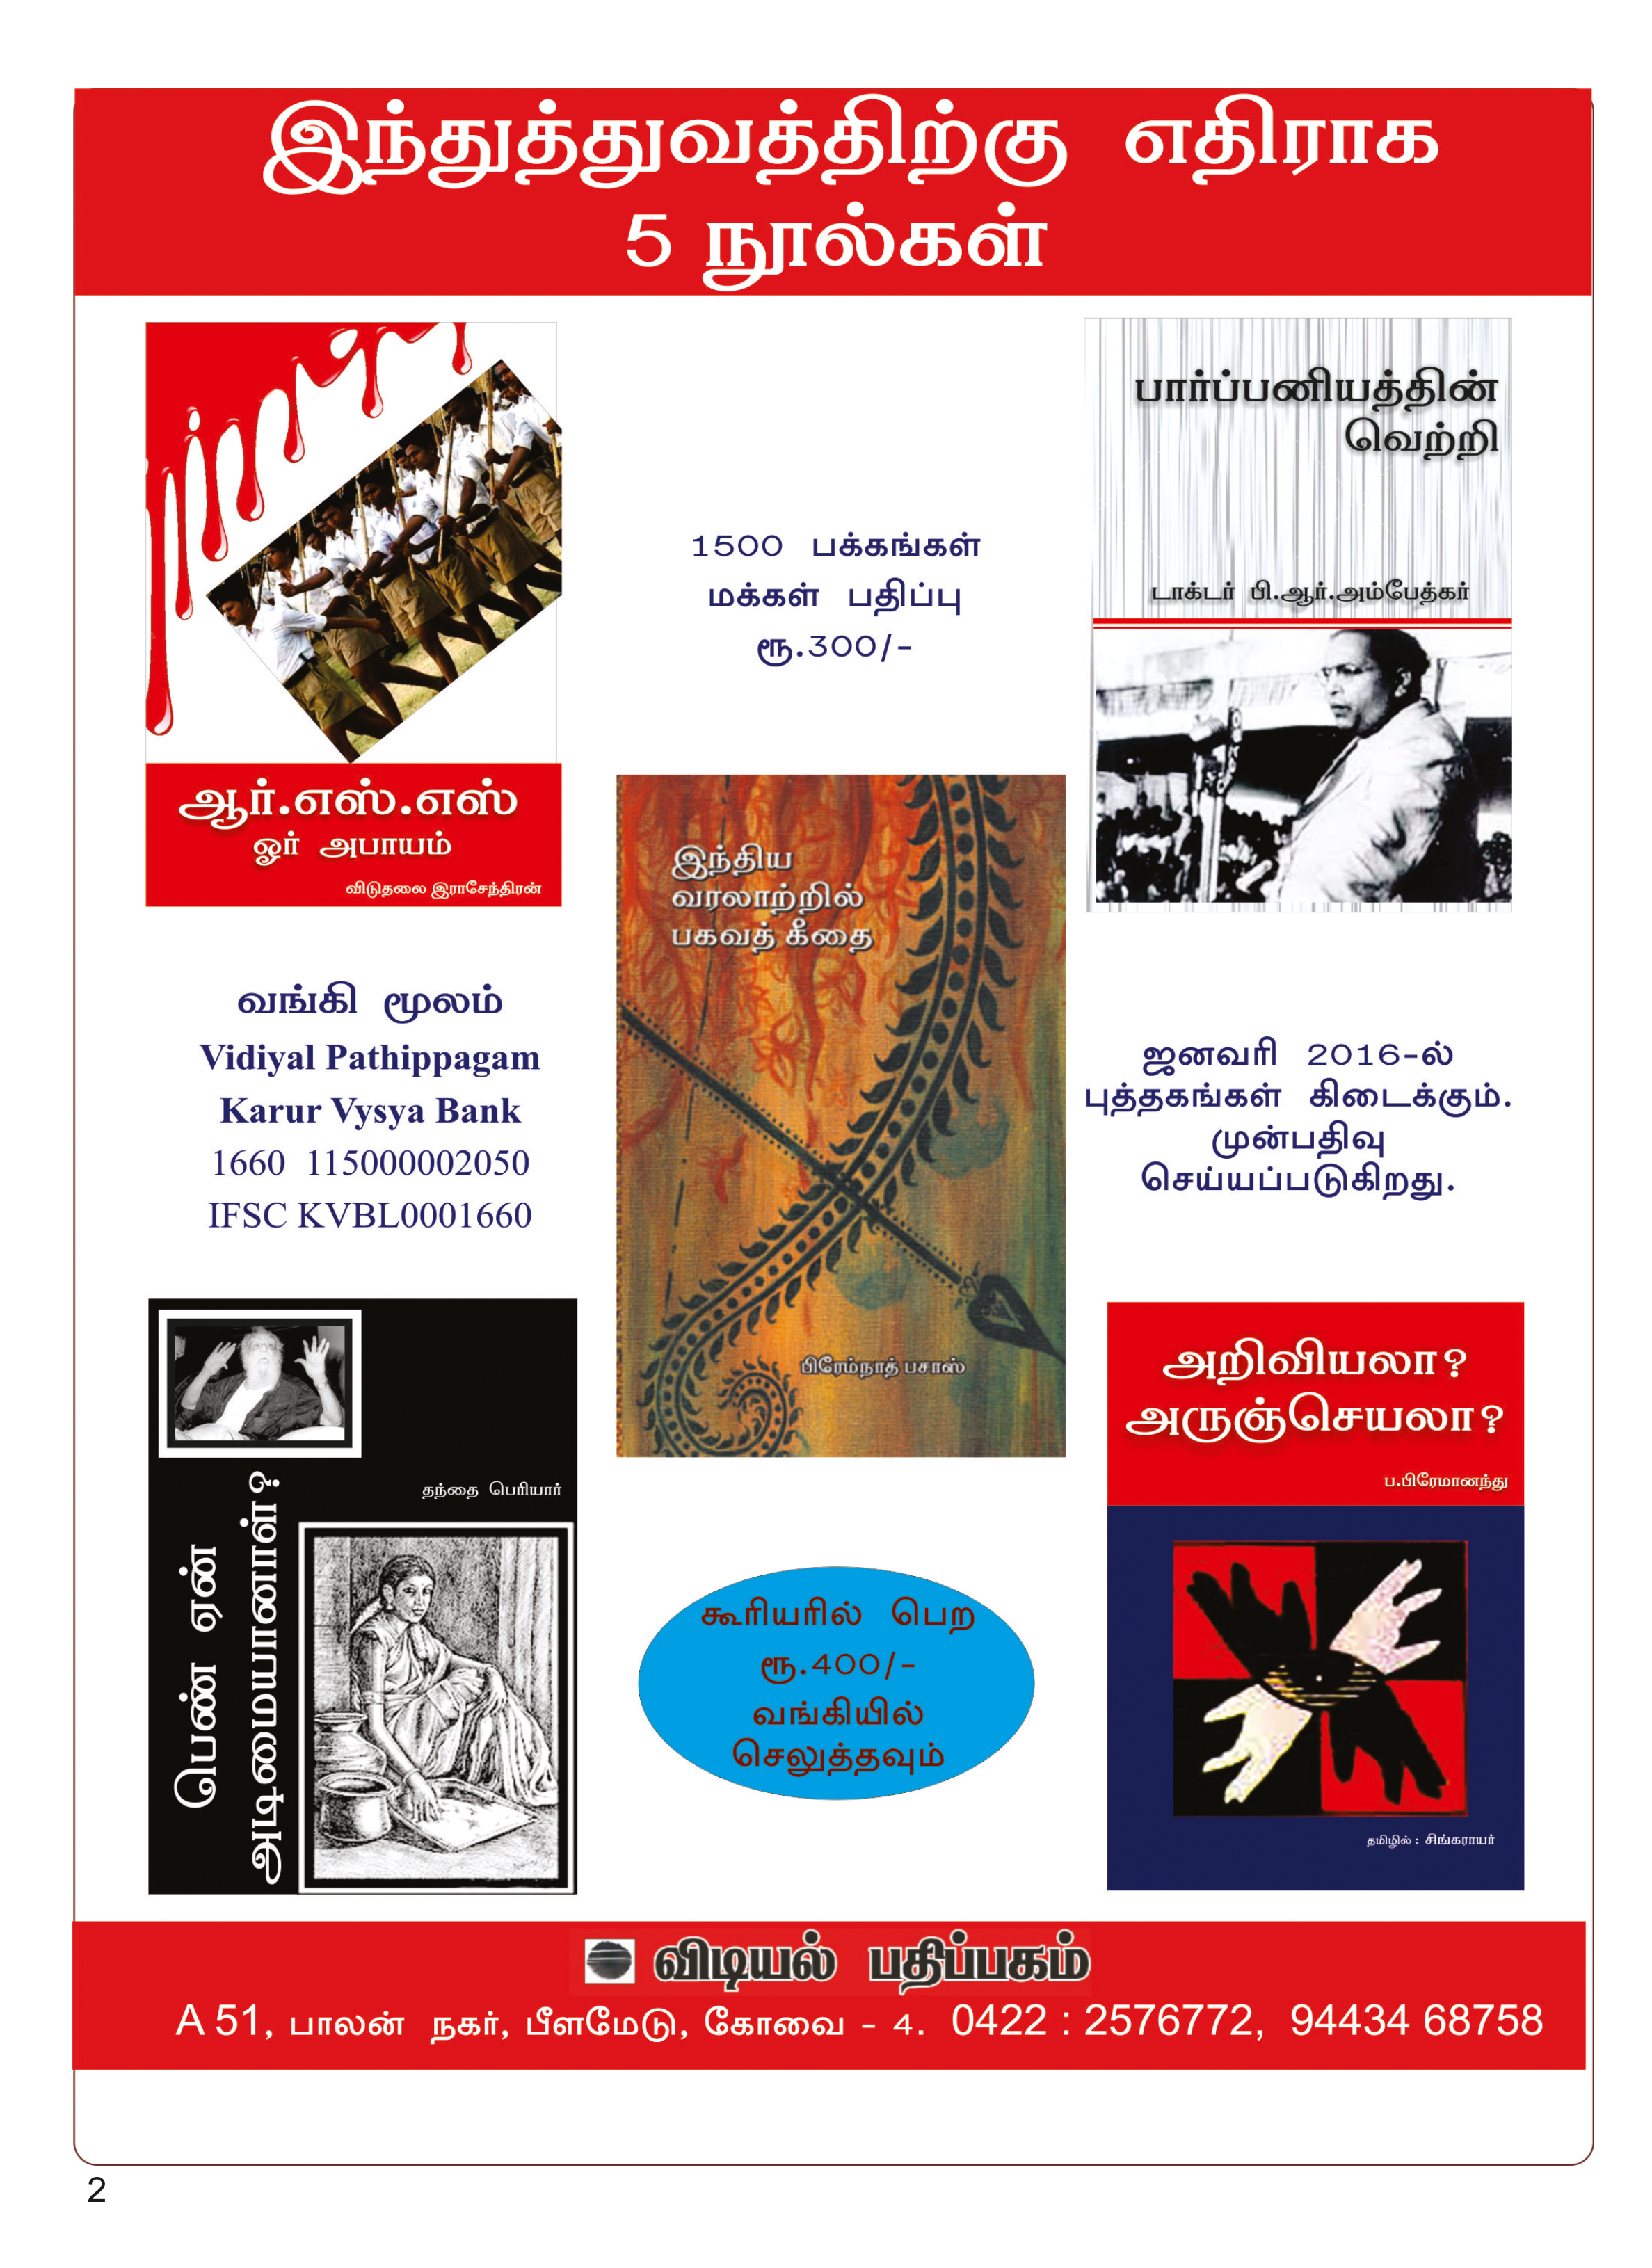 இந்துத்துவத்திற்கு எதிராக
5 நூல்கள்
ஆர்.எஸ்.எஸ்
ஓர் அபாயம்
விடுதலை இராசேந்திரன்
1500 பக்கங்கள்
மக்கள் பதிப்பு
ரூ.300/-
பார்ப்பனியத்தின்
வெற்றி
டாக்டர் பி.ஆர்.அம்பேத்கர்
இந்திய
வரலாற்றில்
பகவத் கீதை
பிரேம்நாத் பசாஸ்
வங்கி மூலம்
Vidiyal Pathippagam
Karur Vysya Bank
1660 115000002050
IFSC KVBL0001660
ஜனவரி 2016-ல்
புத்தகங்கள் கிடைக்கும்.
முன்பதிவு
செய்யப்படுகிறது.
தந்தை பெரியார்
பெண் ஏன்
அடிமையானாள்?
கூரியரில் பெற
ரூ.400/-
வங்கியில்
செலுத்தவும்
அறிவியலா?
அருஞ்செயலா?
ப.பிரேமானந்து
தமிழில் : சிங்கராயர்
விடியல் பதிப்பகம்
A 51, பாலன் நகர், பீளமேடு, கோவை - 4. 0422 : 2576772, 94434 68758
2